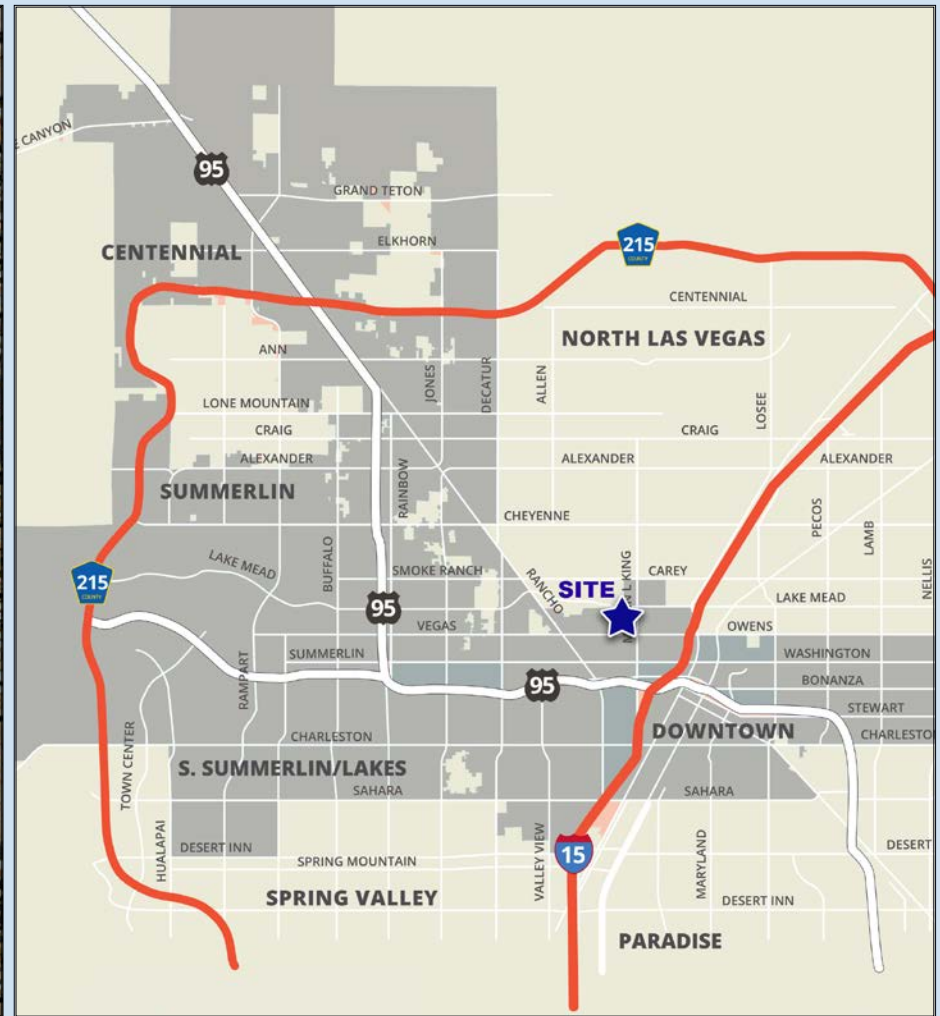 E CANYON
95
GRAND TETON
ELKHORN
CENTENNIAL
215
COUNTY
CENTENNIAL
NORTH LAS VEGAS
ANN
JONES
DECATUR
ALLEN
LOSEE
LONE MOUNTAIN
CRAIG
CRAIG
ALEXANDER
ALEXANDER
ALEXANDER
SUMMERLIN
RAINBOW
PECOS
LAMB
CHEYENNE
BUFFALO
LAKE MEAD
SMOKE RANCH
RANCHO
SITE
L KING
CAREY
NELLIS
215
COUNTY
95
LAKE MEAD
VEGAS
OWENS
SUMMERLIN
WASHINGTON
RAMPART
95
BONANZA
STEWART
TOWN CENTER
CHARLESTON
DOWNTOWN
CHARLESTO
S. SUMMERLIN/LAKES
SAHARA
SAHARA
HUALAPAI
DESERT INN
VALLEY VIEW
15
MARYLAND
DESERT
SPRING MOUNTAIN
SPRING VALLEY
DESERT INN
PARADISE